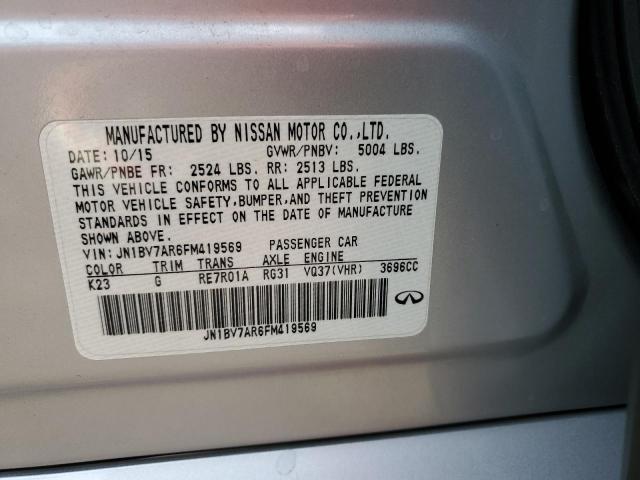 MANUFACTURED BY NISSAN MOTOR CO.,LTD.
DATE: 10/15 GVWR/PNBV: 5004 LBS.
GAWR/PNBE FR: 2524 LBS. RR: 2513 LBS.
THIS VEHICLE CONFORMS TO ALL APPLICABLE FEDERAL
MOTOR VEHICLE SAFETY,BUMPER,AND THEFT PREVENTION
STANDARDS IN EFFECT ON THE DATE OF MANUFACTURE
SHOWN ABOVE.
VIN:JN1BV7AR6FM419569 PASSENGER CAR
COLOR TRIM TRANS AXLE ENGINE
K23 G RE7R01A RG31 VQ37(VHR) 3696CC
JN1BV7AR6FM419569